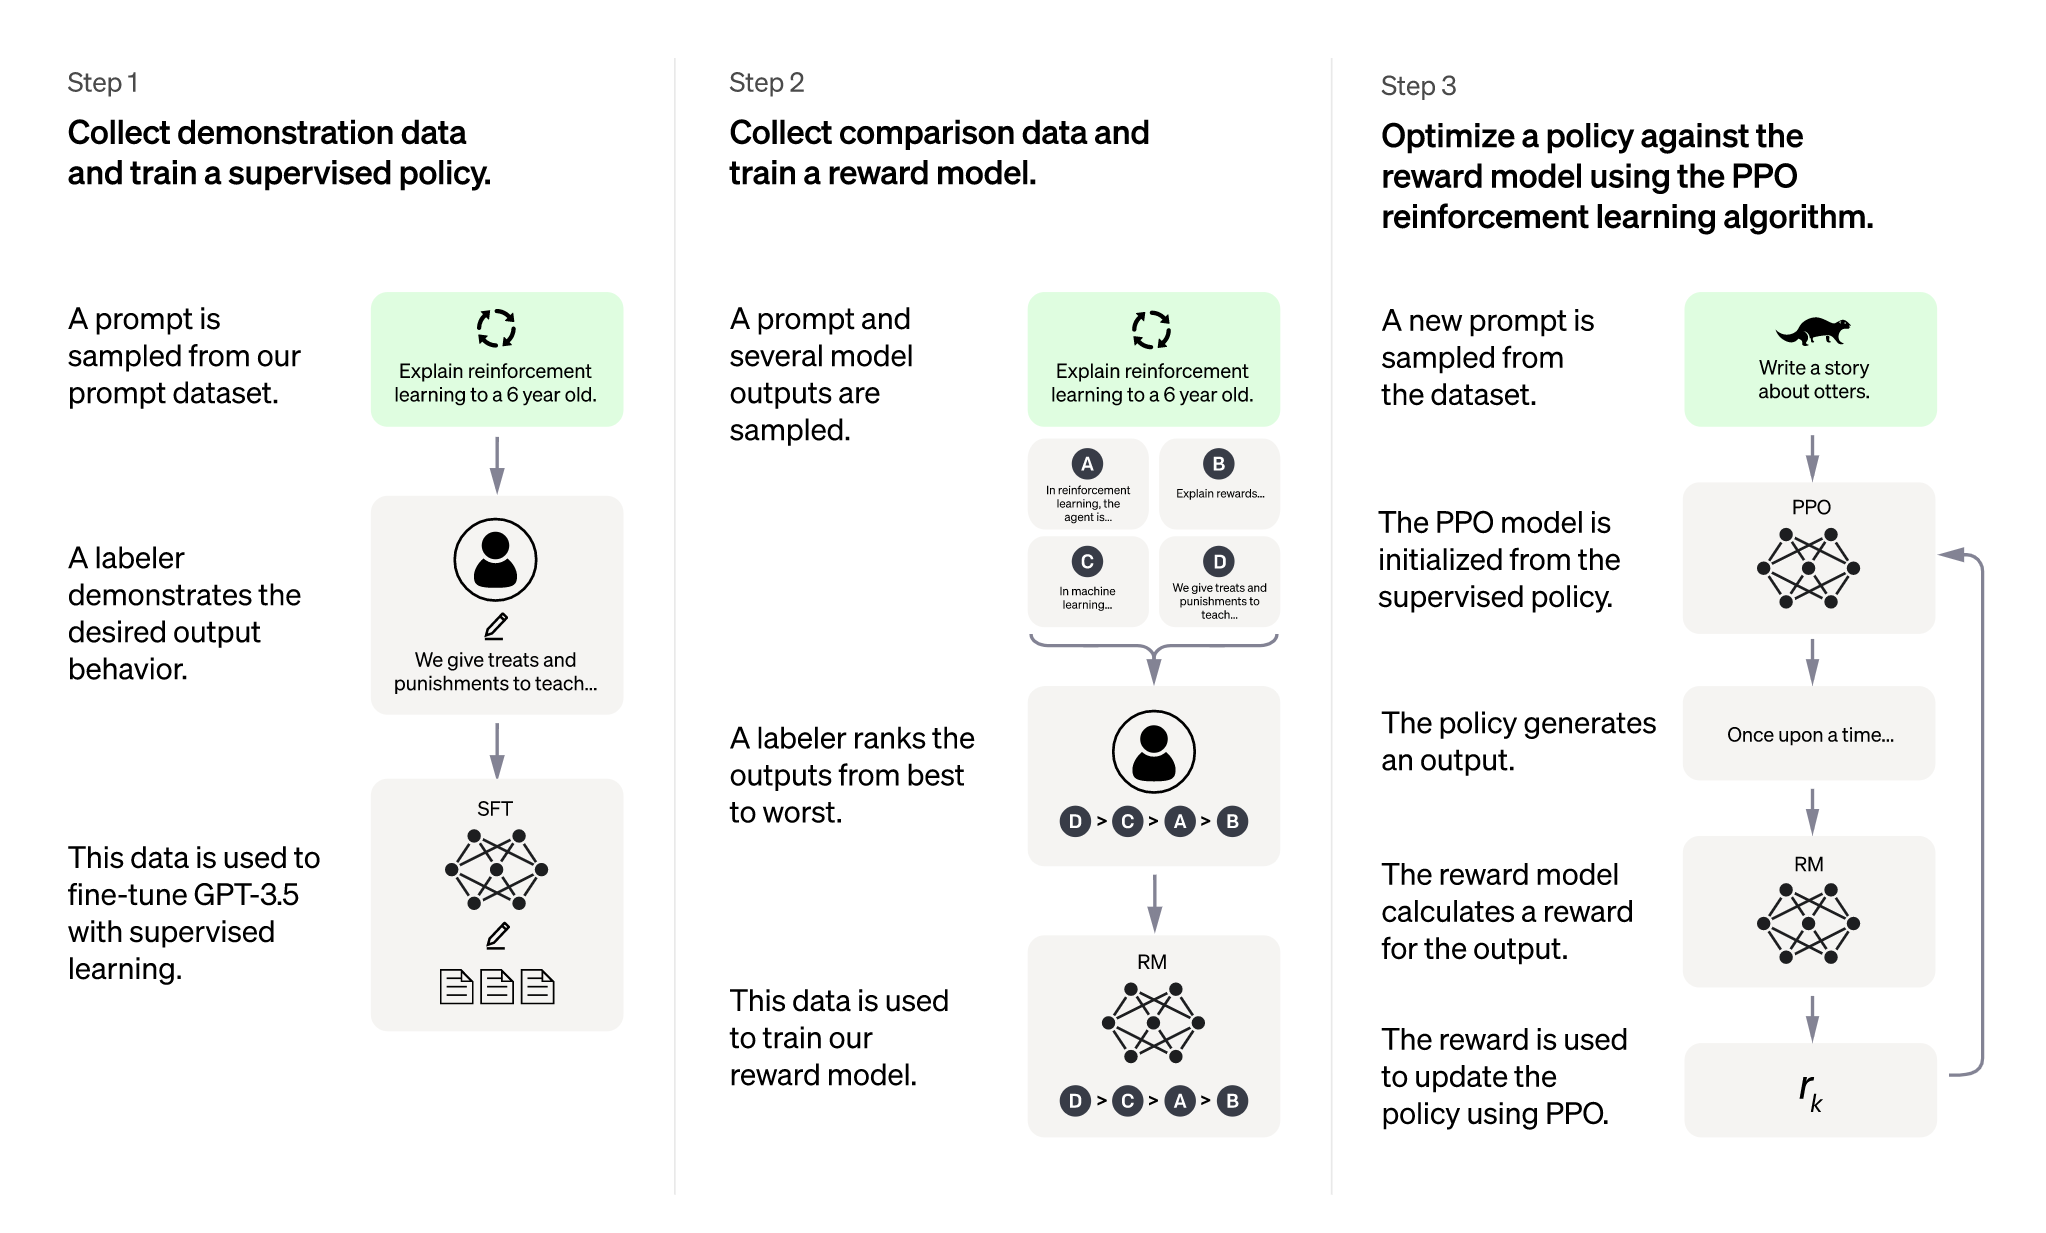 Step 1
Collect demonstration data
and train a supervised policy.
A prompt is
sampled from our
prompt dataset.
Explain reinforcement
learning to a 6 year old.
A labeler
demonstrates the
desired output
behavior.
We give treats and
punishments to teach...
This data is used to
fine-tune GPT-3.5
with supervised
learning.
SFT
Step 2
Collect comparison data and
train a reward model.
A prompt and
several model
outputs are
sampled.
Explain reinforcement
learning to a 6 year old.
A
In reinforcement
learning, the
agent is...
B
Explain rewards...
C
In machine
learning...
D
We give treats and
punishments to
teach...
A labeler ranks the
outputs from best
to worst.
D > C > A > B
This data is used
to train our
reward model.
RM
D > C > A > B
Step 3
Optimize a policy against the
reward model using the PPO
reinforcement learning algorithm.
A new prompt is
sampled from
the dataset.
Write a story
about otters.
The PPO model is
initialized from the
supervised policy.
PPO
The policy generates
an output.
Once upon a time...
The reward model
calculates a reward
for the output.
RM
The reward is used
to update the
policy using PPO.
rk